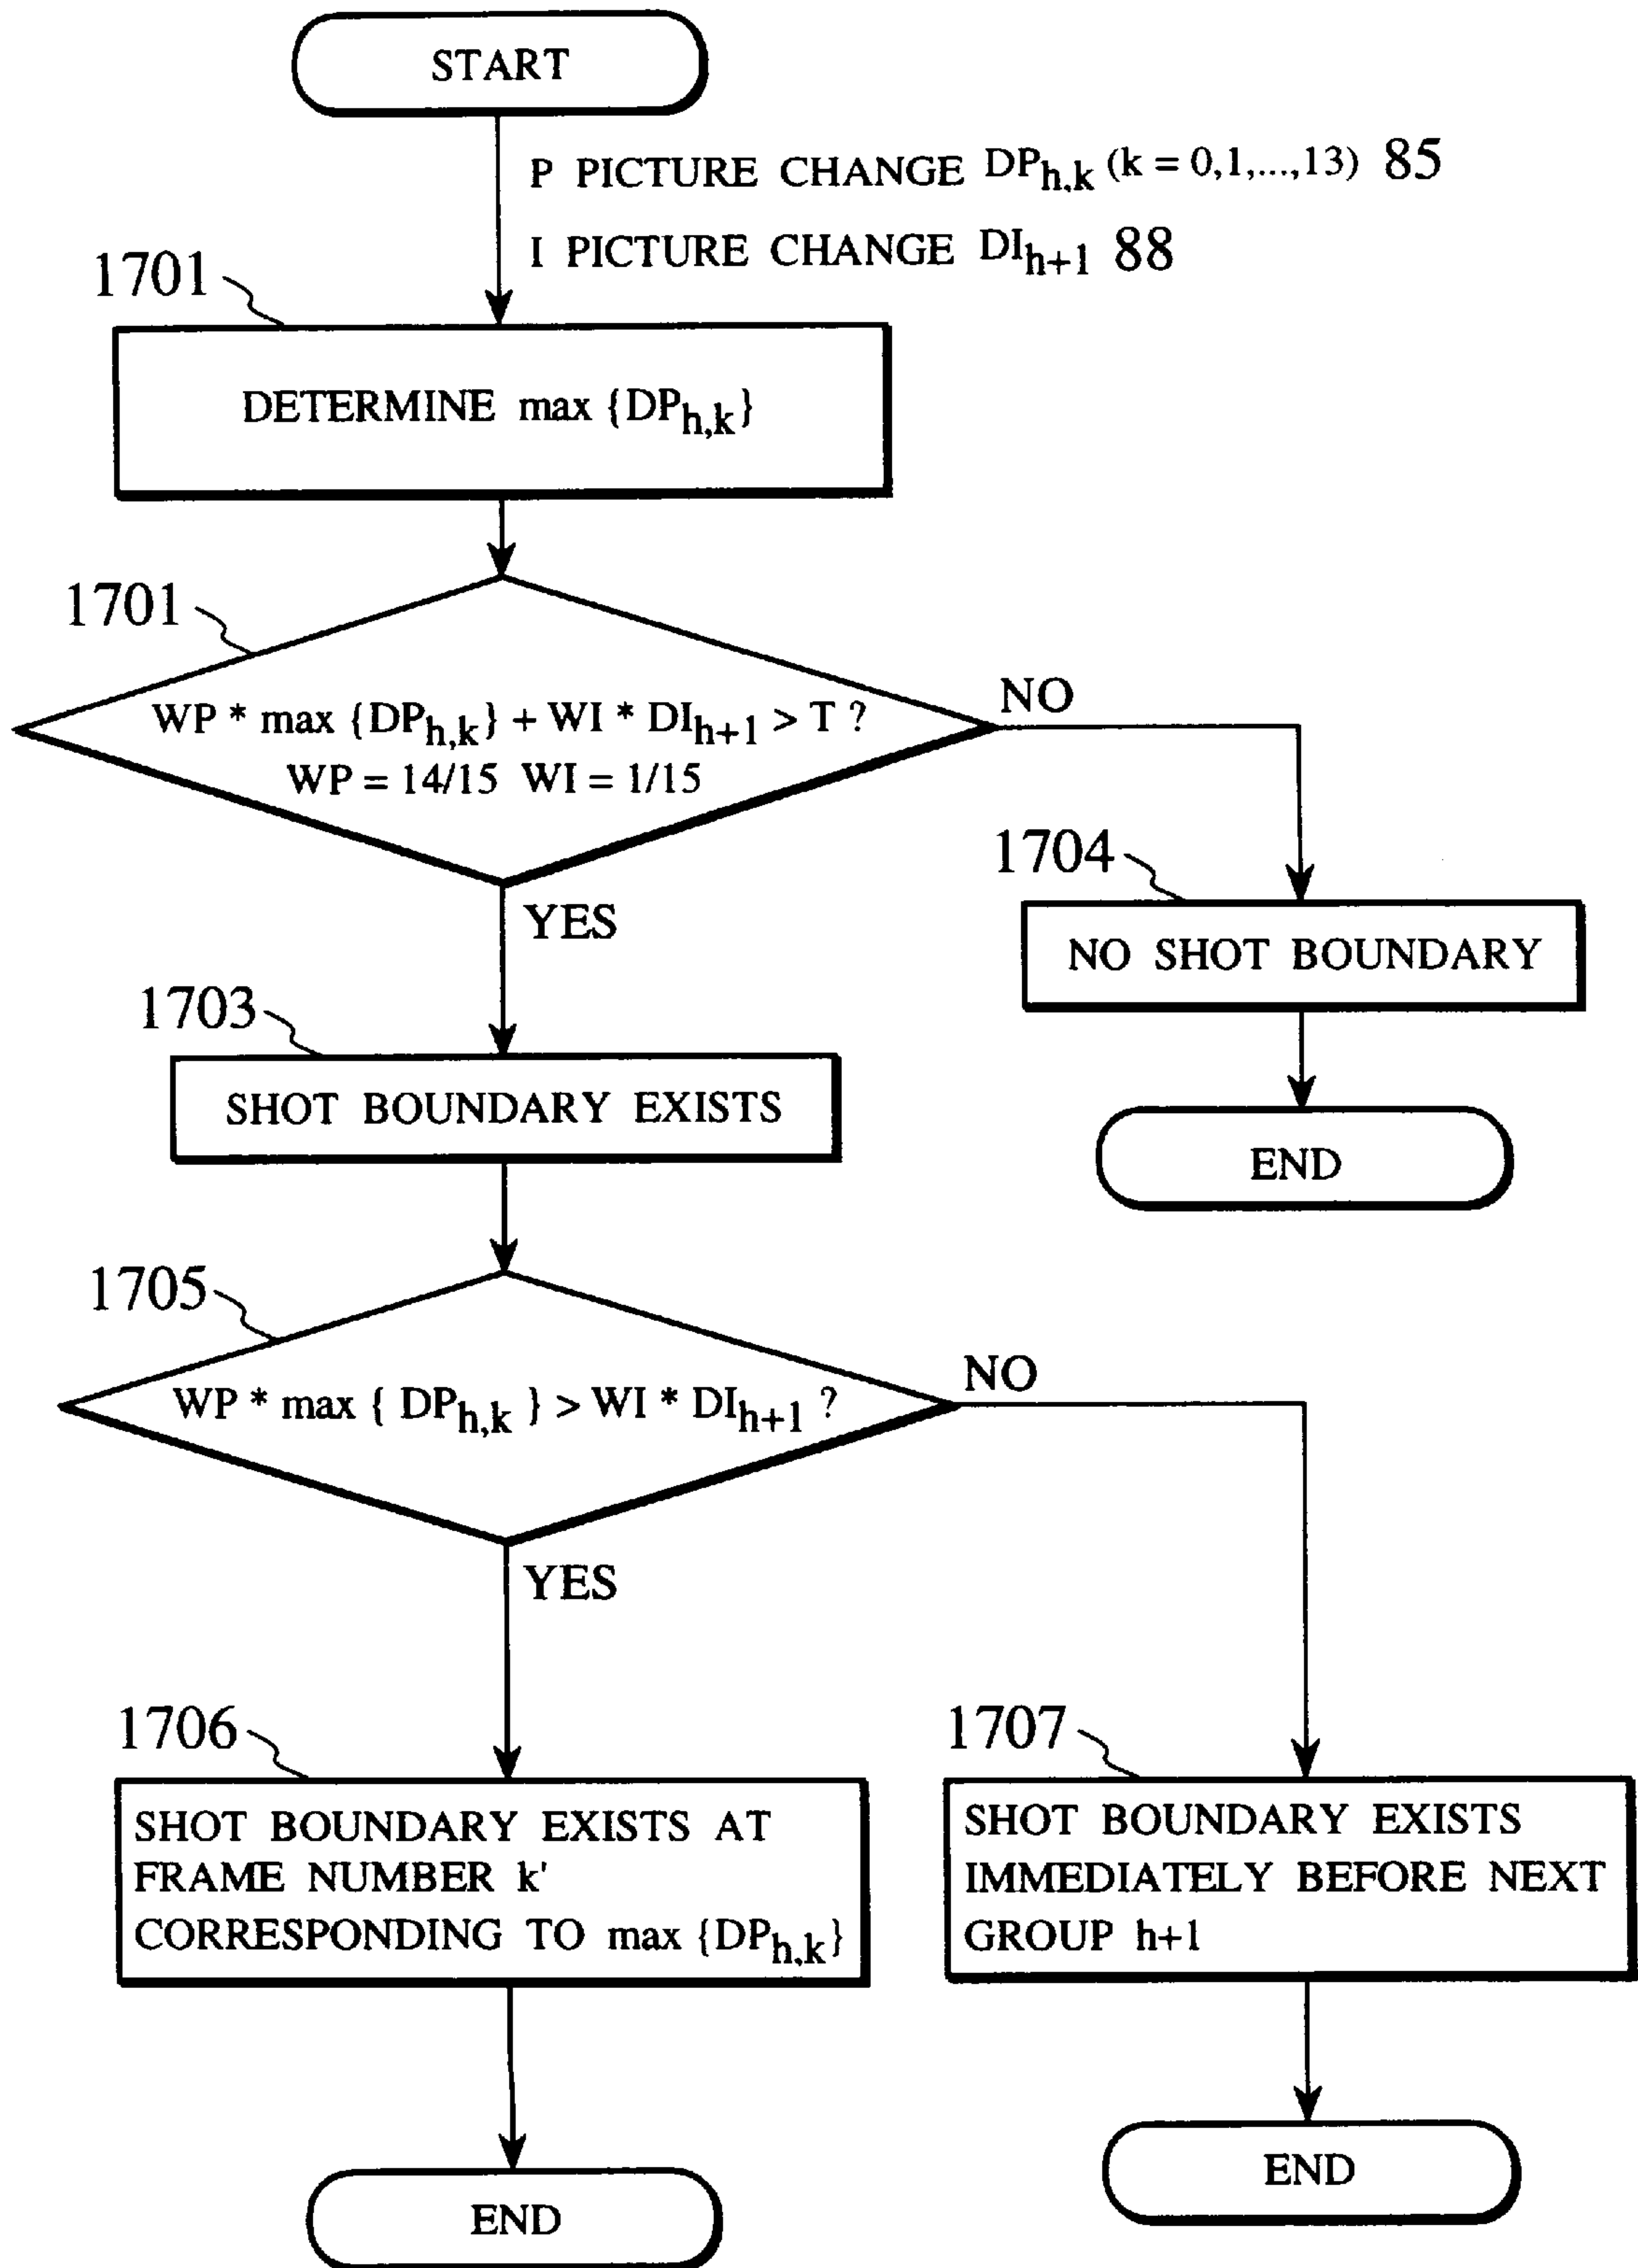 START
P PICTURE CHANGE DPh,k (k = 0,1,...,13) 85
I PICTURE CHANGE DIh+1 88
1701
DETERMINE max {DPh,k}
1701
WP * max {DPh,k} + WI * DIh+1 > T ?
WP = 14/15 WI = 1/15
NO
YES
1704
NO SHOT BOUNDARY
END
1703
SHOT BOUNDARY EXISTS
1705
WP * max { DPh,k } > WI * DIh+1 ?
NO
YES
1706
SHOT BOUNDARY EXISTS AT
FRAME NUMBER k'
CORRESPONDING TO max {DPh,k}
END
1707
SHOT BOUNDARY EXISTS
IMMEDIATELY BEFORE NEXT
GROUP h+1
END